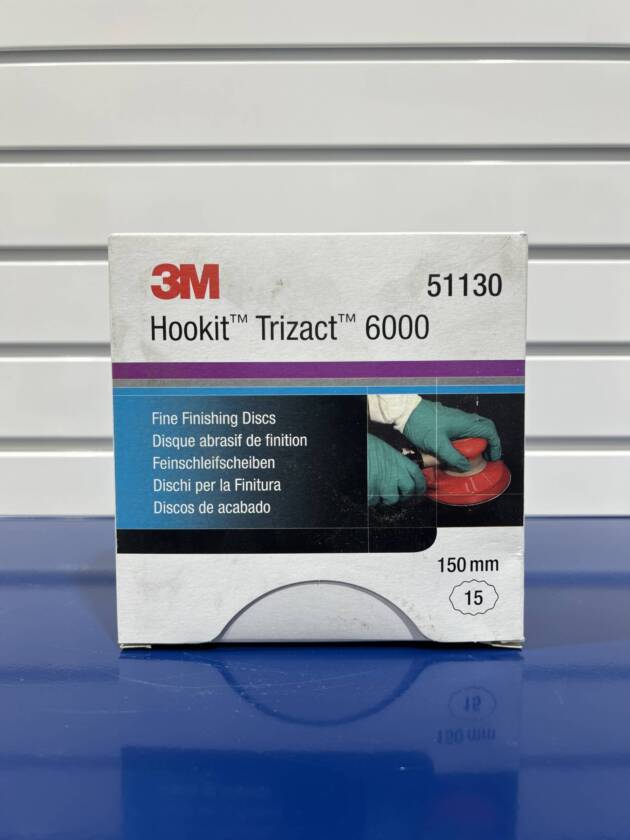 3M
51130
Hookit™ Trizact™ 6000
Fine Finishing Discs
Disque abrasif de finition
Feinschleifscheiben
Dischi per la Finitura
Discos de acabado
150 mm
15